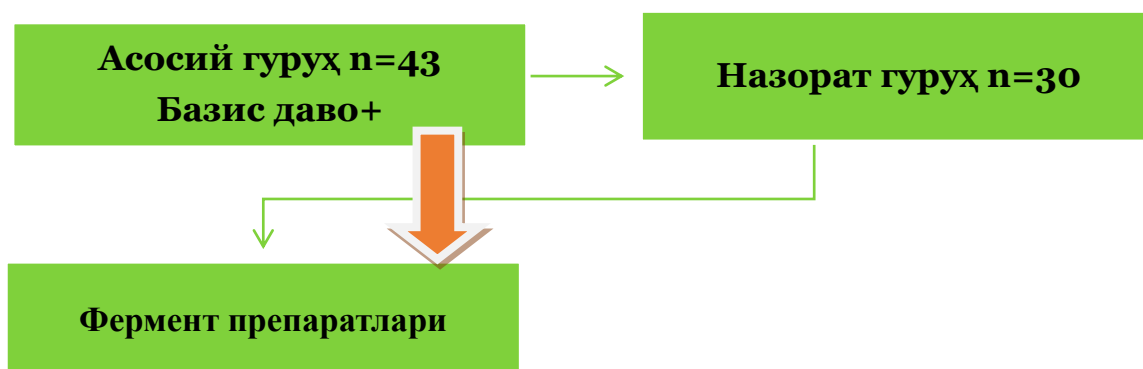 Асосий гуруҳ n=43
Базис даво+
Назорат гуруҳ n=30
Фермент препаратлари